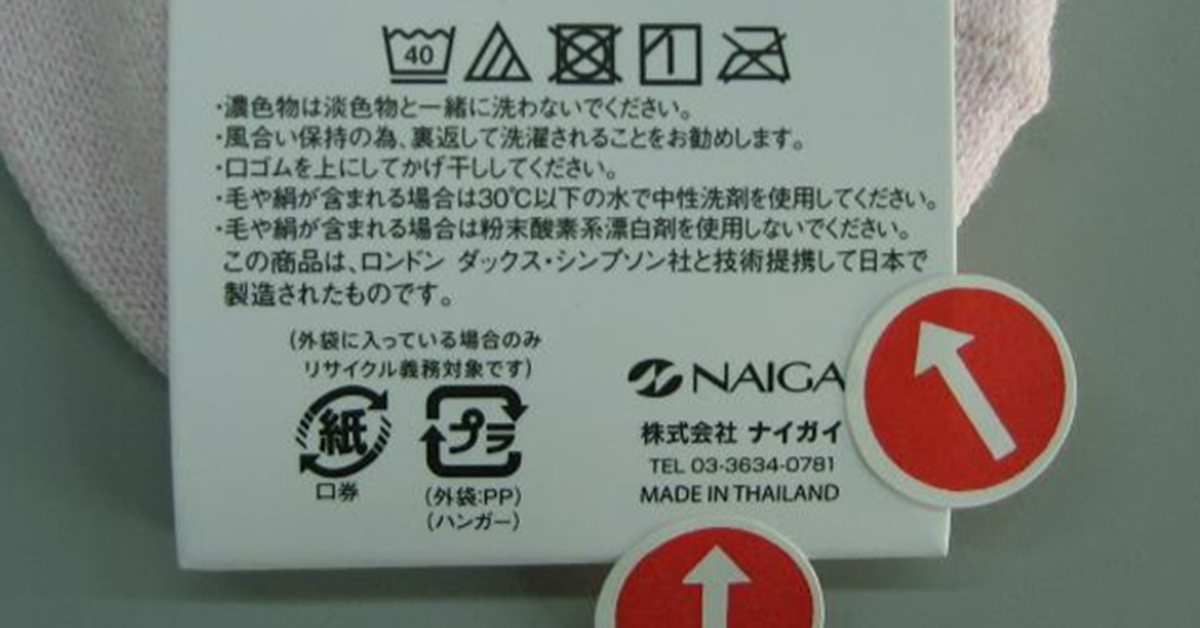 40
・濃色物は淡色物と一緒に洗わないでください。
・風合い保持の為、裏返しで洗濯されることをお勧めします。
・口ゴムを上にしてかげ干ししてください。
・毛や絹が含まれる場合は30℃以下の水で中性洗剤を使用してください。
・毛や絹が含まれる場合は粉末酸素系漂白剤を使用しないでください。
この商品は、ロンドン ダックス・シンプソン社と技術提携して日本で
製造されたものです。
(外袋に入っている場合のみ
リサイクル義務対象です)
紙
口券
プラ
(外袋:PP)
(ハンガー)
NAIGA
株式会社 ナイガイ
TEL 03-3634-0781
MADE IN THAILAND